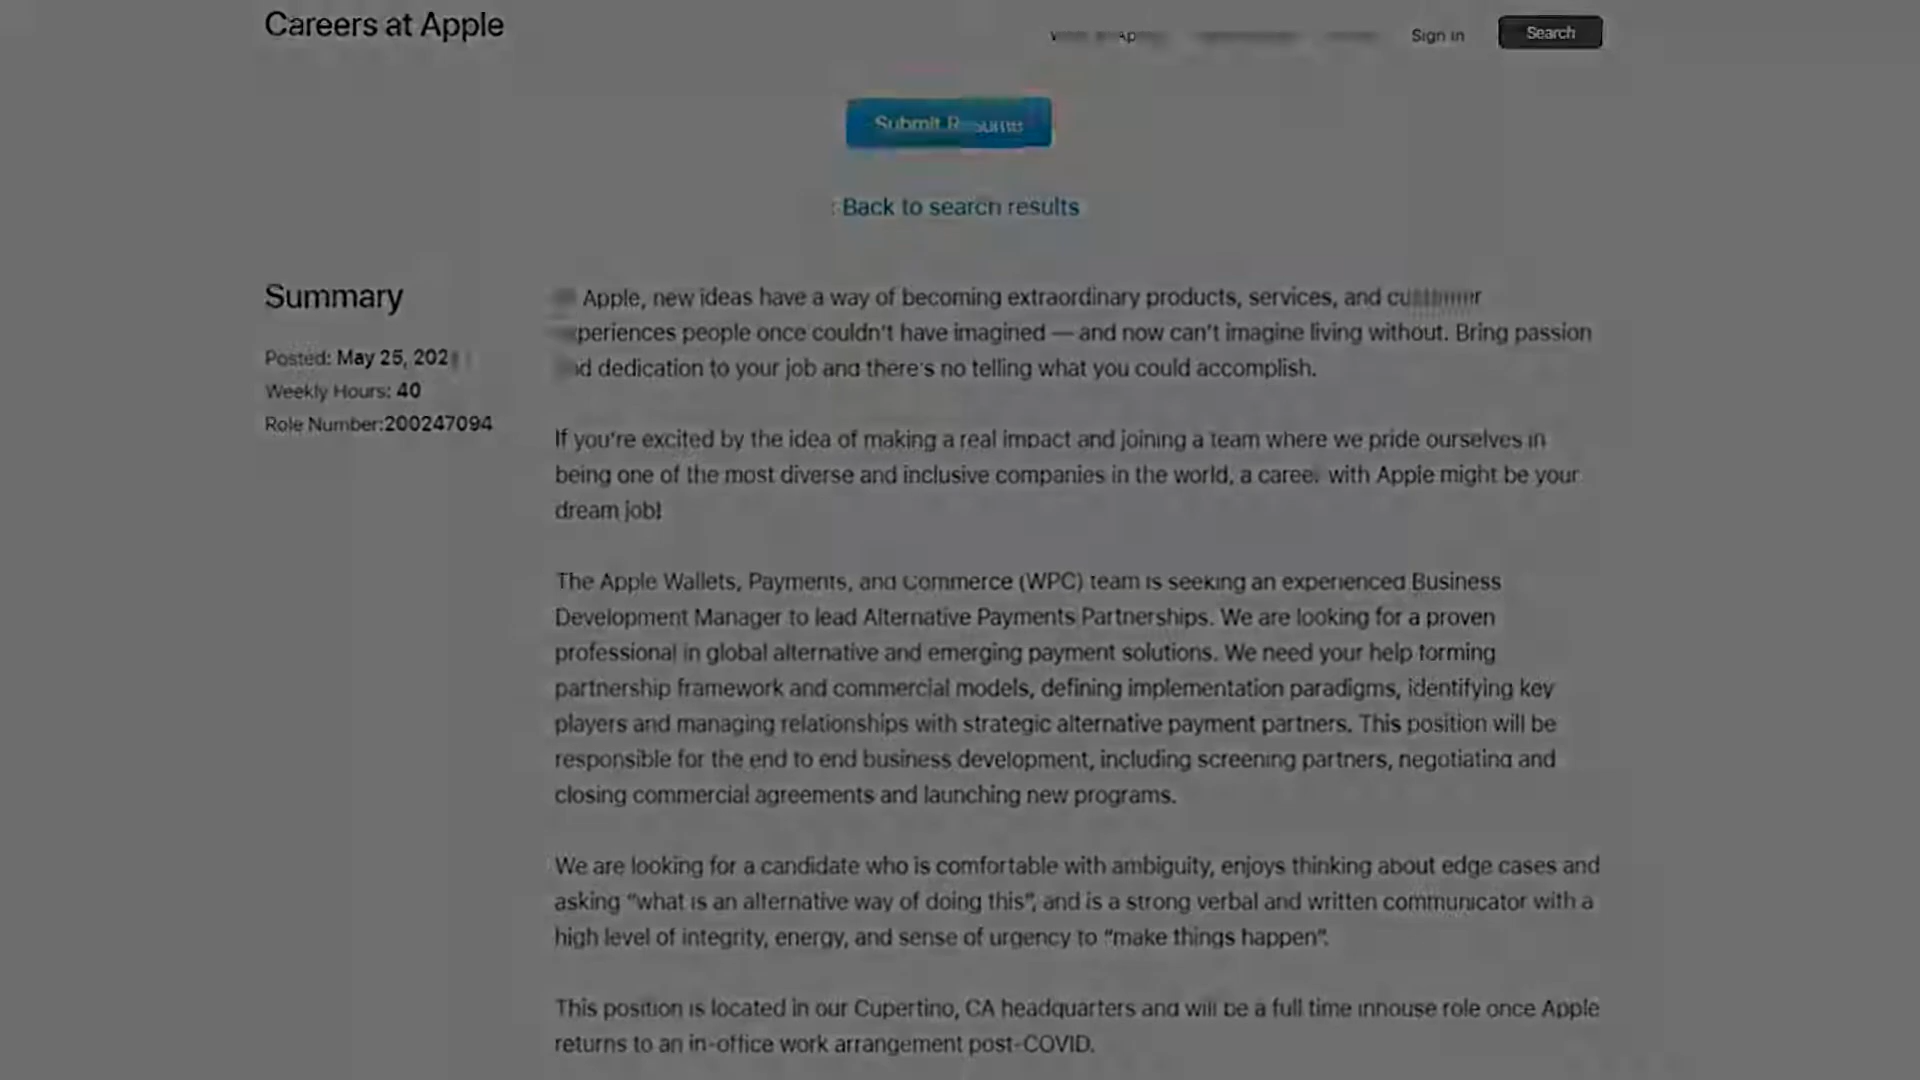 Careers at Apple
Sign in
Search
Submit
Back to search results
Summary
Posted: May 25,
Weekly Hours: 40
Role Number:200247094
Apple, new ideas have a way of becoming extraordinary products, services, and
people once couldn't have imagined — and now can't imagine living without. Bring passion
dedication to your job and there's no telling what you could accomplish.
If you're excited by the idea of making a real impact and joining a team where we pride ourselves in
being one of the most diverse and inclusive companies in the world, a career with Apple might be your
dream job!
The Apple Wallets, Payments, and Commerce (WPC) team is seeking an experienced Business
Development Manager to lead Alternative Payments Partnerships. We are looking for a proven
professional in global alternative and emerging payment solutions. We need your help forming
partnership framework and commercial models, defining implementation paradigms, identifying key
players and managing relationships with strategic alternative payment partners. This position will be
responsible for the end to end business development, including screening partners, negotiating and
closing commercial agreements and launching new programs.
We are looking for a candidate who is comfortable with ambiguity, enjoys thinking about edge cases and
asking "what is an alternative way of doing this", and is a strong verbal and written communicator with a
high level of integrity, energy, and sense of urgency to "make things happen".
This position is located in our Cupertino, CA headquarters and will be a full time inhouse role once Apple
returns to an in-office work arrangement post-COVID.